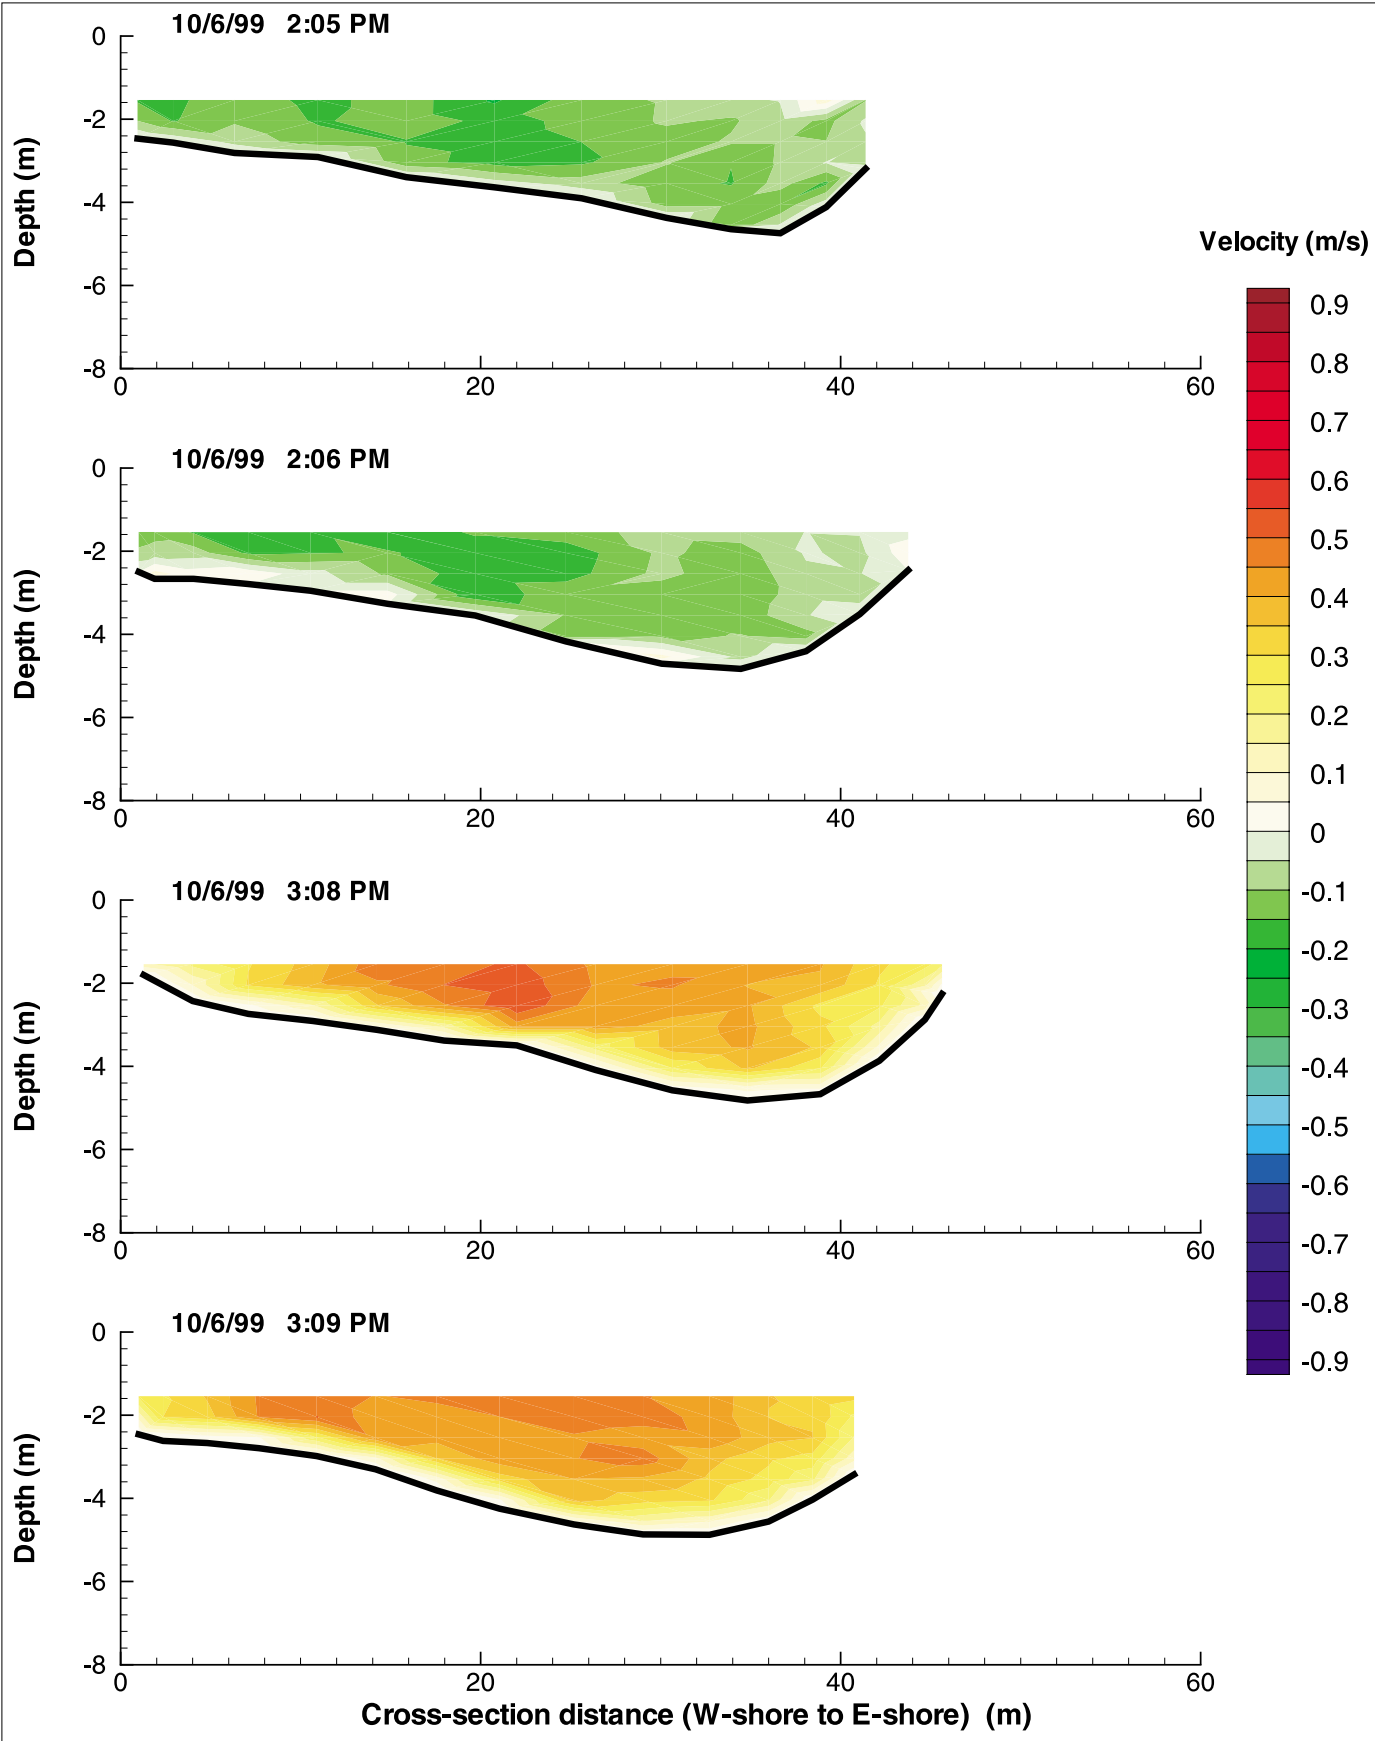 10/6/99 2:05 PM
0
-2
-4
-6
-8
Depth (m)
0 20 40 60
10/6/99 2:06 PM
0
-2
-4
-6
-8
Depth (m)
0 20 40 60
10/6/99 3:08 PM
0
-2
-4
-6
-8
Depth (m)
0 20 40 60
10/6/99 3:09 PM
0
-2
-4
-6
-8
Depth (m)
0 20 40 60
Cross-section distance (W-shore to E-shore) (m)
Velocity (m/s)
0.9
0.8
0.7
0.6
0.5
0.4
0.3
0.2
0.1
0
-0.1
-0.2
-0.3
-0.4
-0.5
-0.6
-0.7
-0.8
-0.9